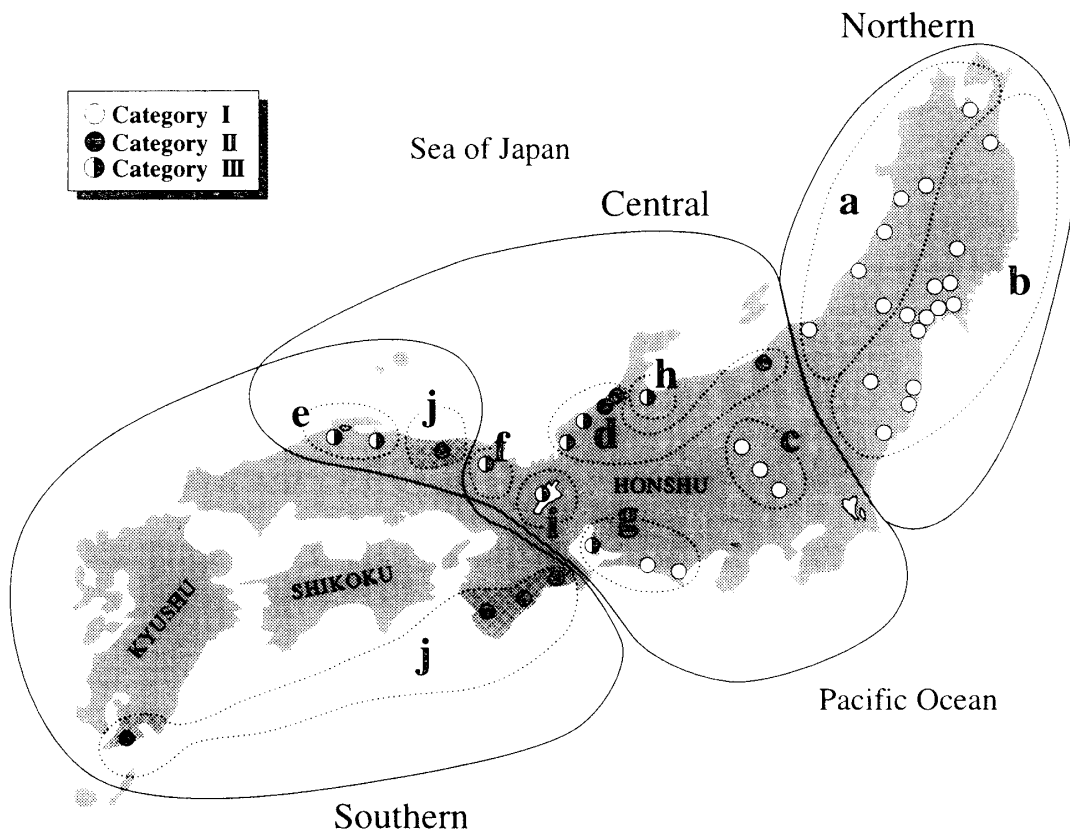 Northern
Category I
Category II
Category III
Sea of Japan
Central
a
b
h
e
j
f
d
c
HONSHU
i
g
SHIKOKU
KYUSHU
j
Pacific Ocean
Southern